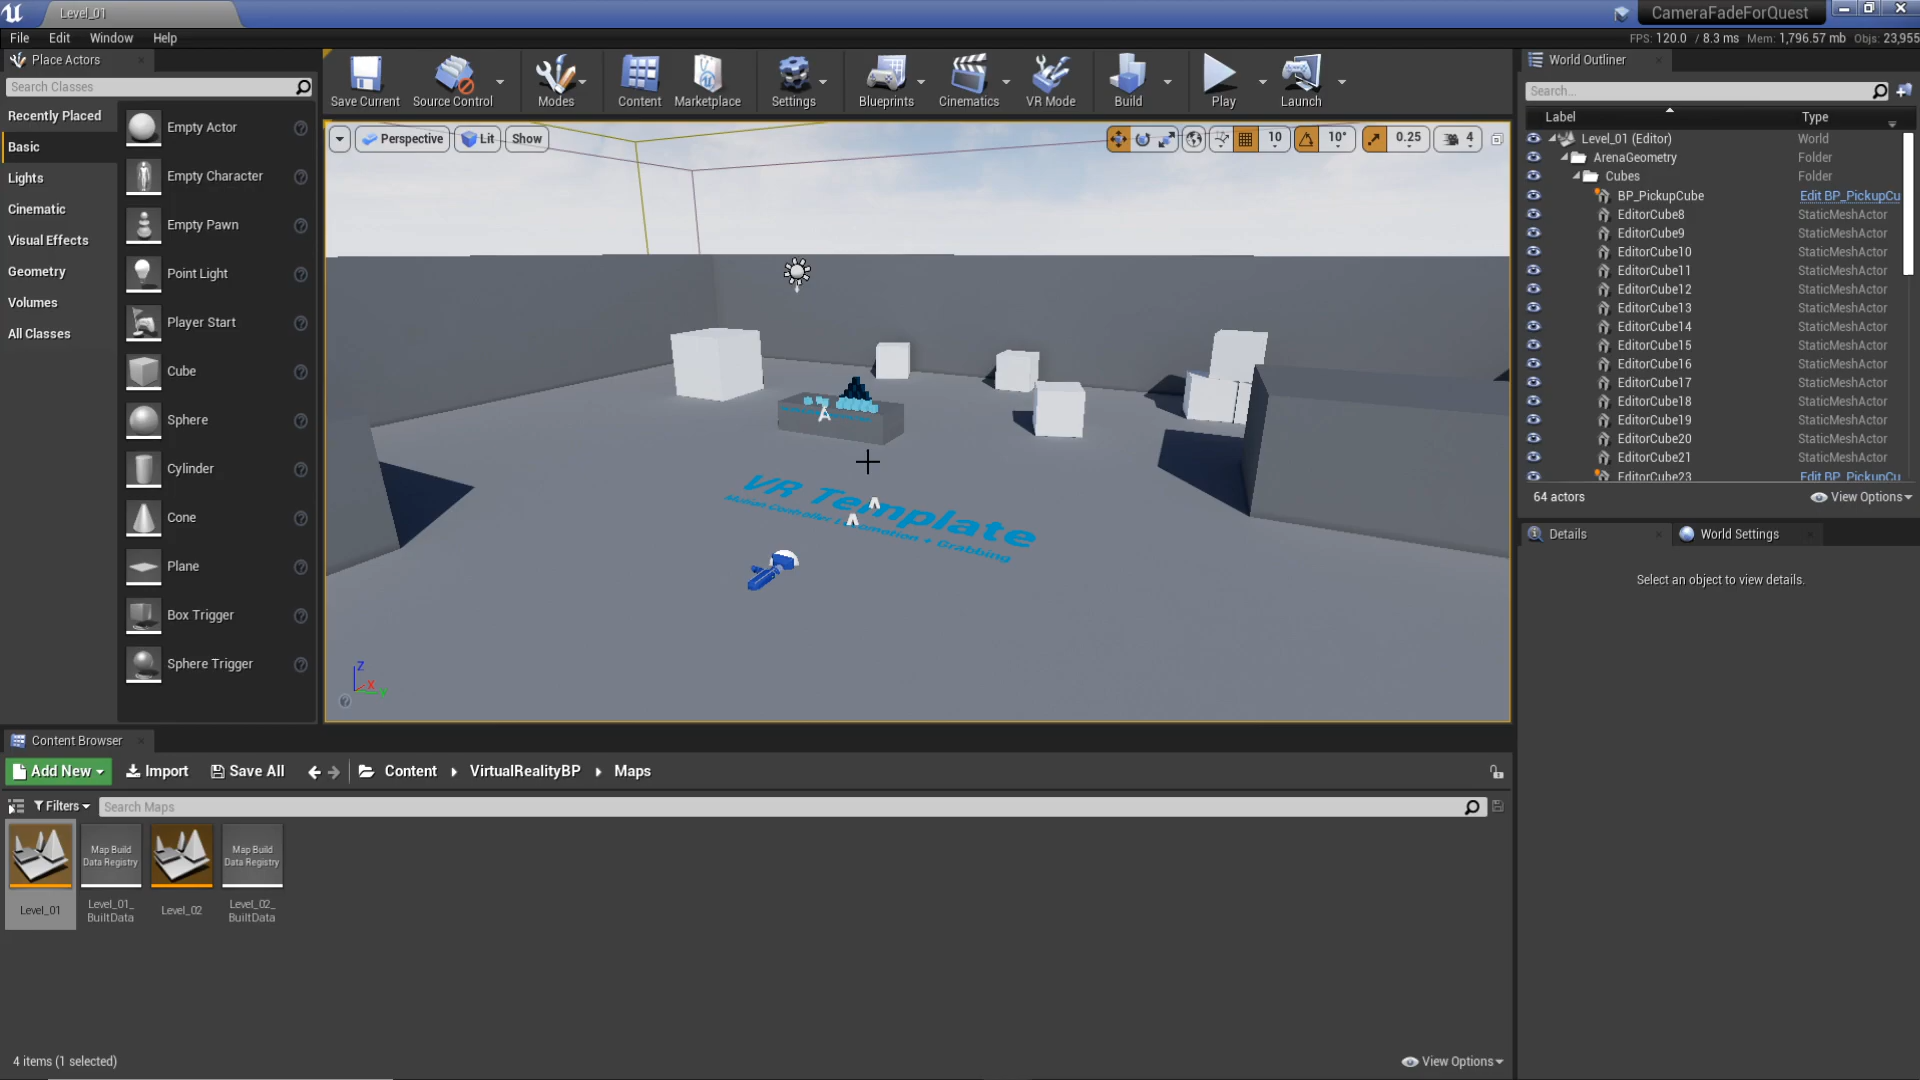 Level_01
CameraFadeForQuest
File Edit Window Help
FPS: 120.0 / 8.3 ms Mem: 1,796.57 mb Objs: 23,955
Place Actors
Search Classes
Recently Placed
Basic
Lights
Cinematic
Visual Effects
Geometry
Volumes
All Classes
Empty Actor
Empty Character
Empty Pawn
Point Light
Player Start
Cube
Sphere
Cylinder
Cone
Plane
Box Trigger
Sphere Trigger
Save Current Source Control Modes Content Marketplace Settings Blueprints Cinematics VR Mode Build Play Launch
Perspective Lit Show
10 10° 0.25 4
VR Template
Motion Controller Locomotion + Grabbing
Z
X
Y
World Outliner
Search...
Label Type
Level_01 (Editor) World
ArenaGeometry Folder
Cubes Folder
BP_PickupCube Edit BP_PickupCu
EditorCube8 StaticMeshActor
EditorCube9 StaticMeshActor
EditorCube10 StaticMeshActor
EditorCube11 StaticMeshActor
EditorCube12 StaticMeshActor
EditorCube13 StaticMeshActor
EditorCube14 StaticMeshActor
EditorCube15 StaticMeshActor
EditorCube16 StaticMeshActor
EditorCube17 StaticMeshActor
EditorCube18 StaticMeshActor
EditorCube19 StaticMeshActor
EditorCube20 StaticMeshActor
EditorCube21 StaticMeshActor
EditorCube23 Edit BP_PickupCu
64 actors View Options
Details World Settings
Select an object to view details.
Content Browser
Add New Import Save All Content VirtualRealityBP Maps
Filters Search Maps
Map Build
Data Registry
Map Build
Data Registry
Level_01
Level_01_
BuiltData
Level_02
Level_02_
BuiltData
4 items (1 selected) View Options